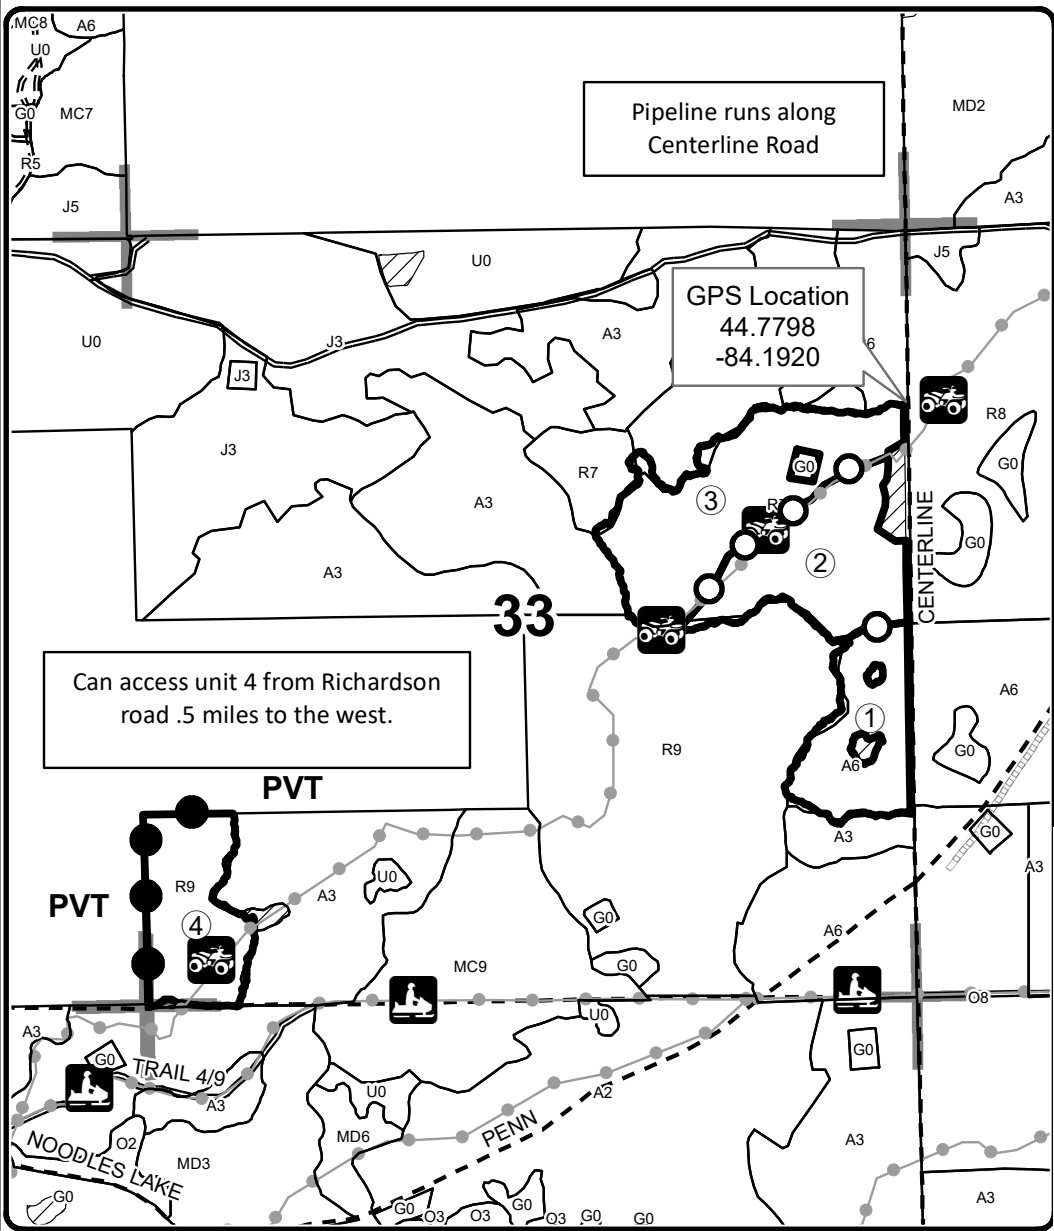 MC8
A6
U0
MC7
G0
R5
J5
Pipeline runs along
Centerline Road
MD2
A3
J5
U0
U0
J3
J3
A3
GPS Location
44.7798
-84.1920
6
R8
J3
R7
A3
G0
G0
3
2
G0
A3
33
CENTERLINE
Can access unit 4 from Richardson
road .5 miles to the west.
A6
1
G0
R9
A6
PVT
A3
G0
A3
PVT
R9
4
A3
U0
G0
A6
MC9
G0
O8
U0
A3
G0
G0
TRAIL 4/9
A3
U0
A2
PENN
MD6
O2
NOODLES LAKE
MD3
A3
G0
G0
O3
O3
G0
O3
G0
G0
A3